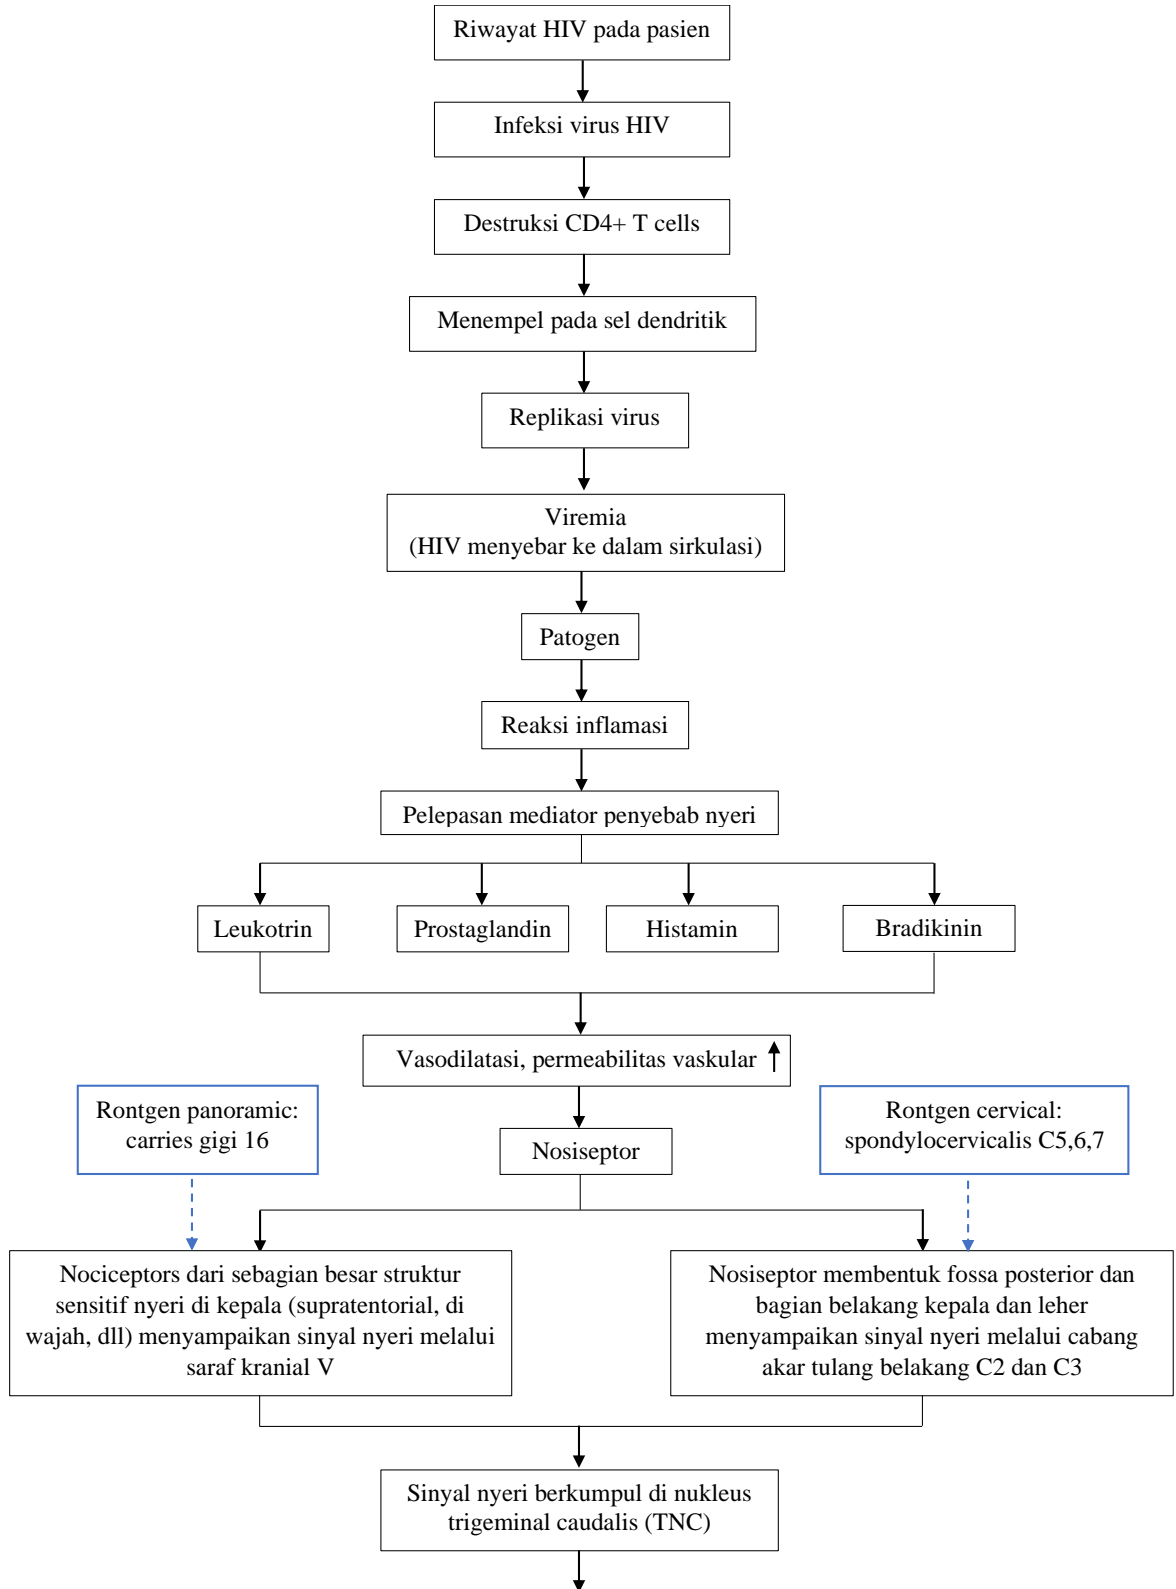 Riwayat HIV pada pasien
Infeksi virus HIV
Destruksi CD4+ T cells
Menempel pada sel dendritik
Replikasi virus
Viremia
(HIV menyebar ke dalam sirkulasi)
Patogen
Reaksi inflamasi
Pelepasan mediator penyebab nyeri
Leukotrin
Prostaglandin
Histamin
Bradikinin
Vasodilatasi, permeabilitas vaskular
Rontgen panoramic:
carries gigi 16
Nosiseptor
Rontgen cervical:
spondylocervicalis C5,6,7
Nociceptors dari sebagian besar struktur
sensitif nyeri di kepala (supratentorial, di
wajah, dll) menyampaikan sinyal nyeri melalui
saraf kranial V
Nosiseptor membentuk fossa posterior dan
bagian belakang kepala dan leher
menyampaikan sinyal nyeri melalui cabang
akar tulang belakang C2 dan C3
Sinyal nyeri berkumpul di nukleus
trigeminal caudalis (TNC)